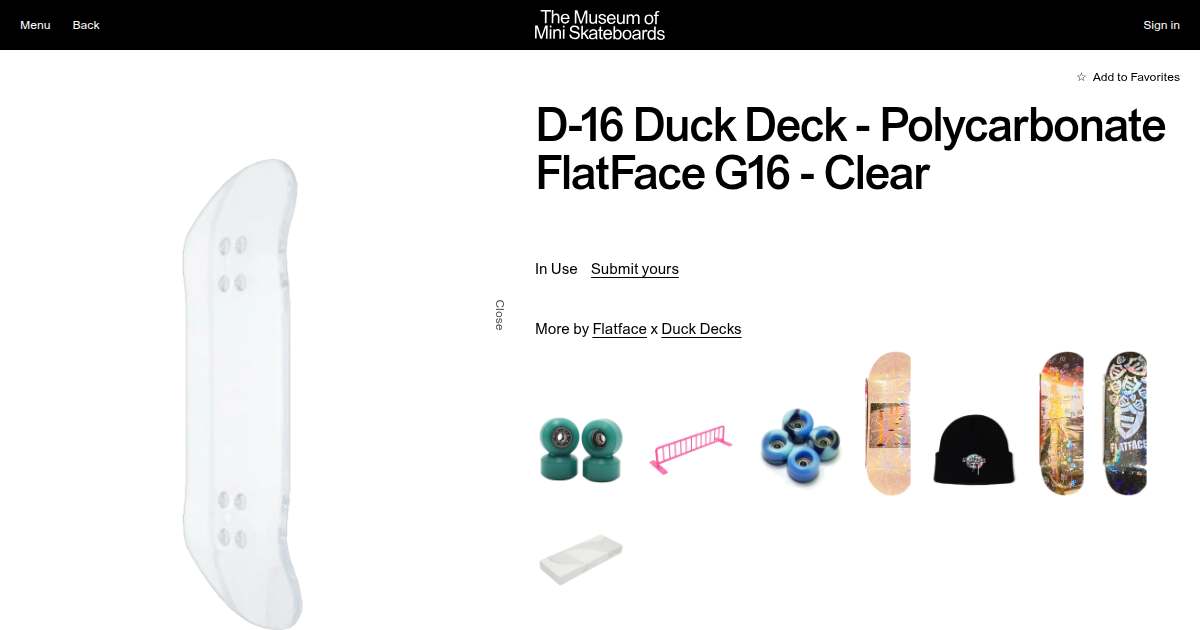 Menu Back
The Museum of
Mini Skateboards
Sign in
☆ Add to Favorites
D-16 Duck Deck - Polycarbonate
FlatFace G16 - Clear
In Use Submit yours
Close
More by Flatface x Duck Decks
FLATFACE